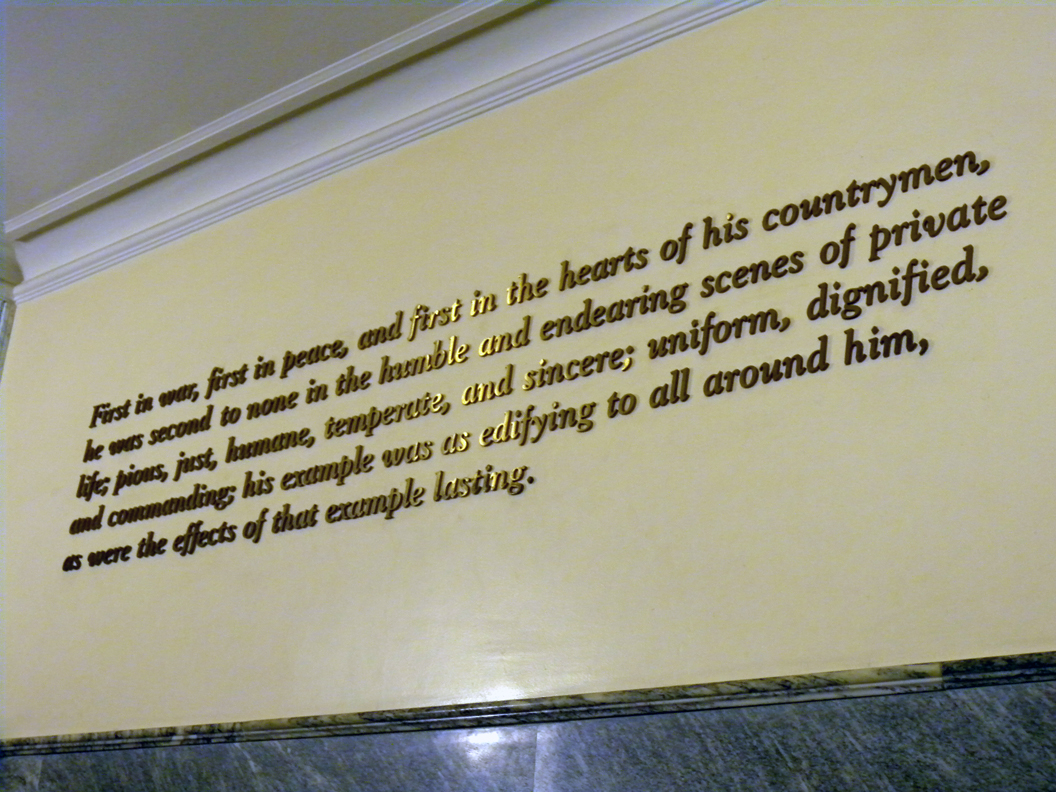 First in war, first in peace, and first in the hearts of his countrymen,
he was second to none in the humble and endearing scenes of private
life; pious, just, humane, temperate, and sincere; uniform, dignified,
and commanding; his example was as edifying to all around him,
as were the effects of that example lasting.